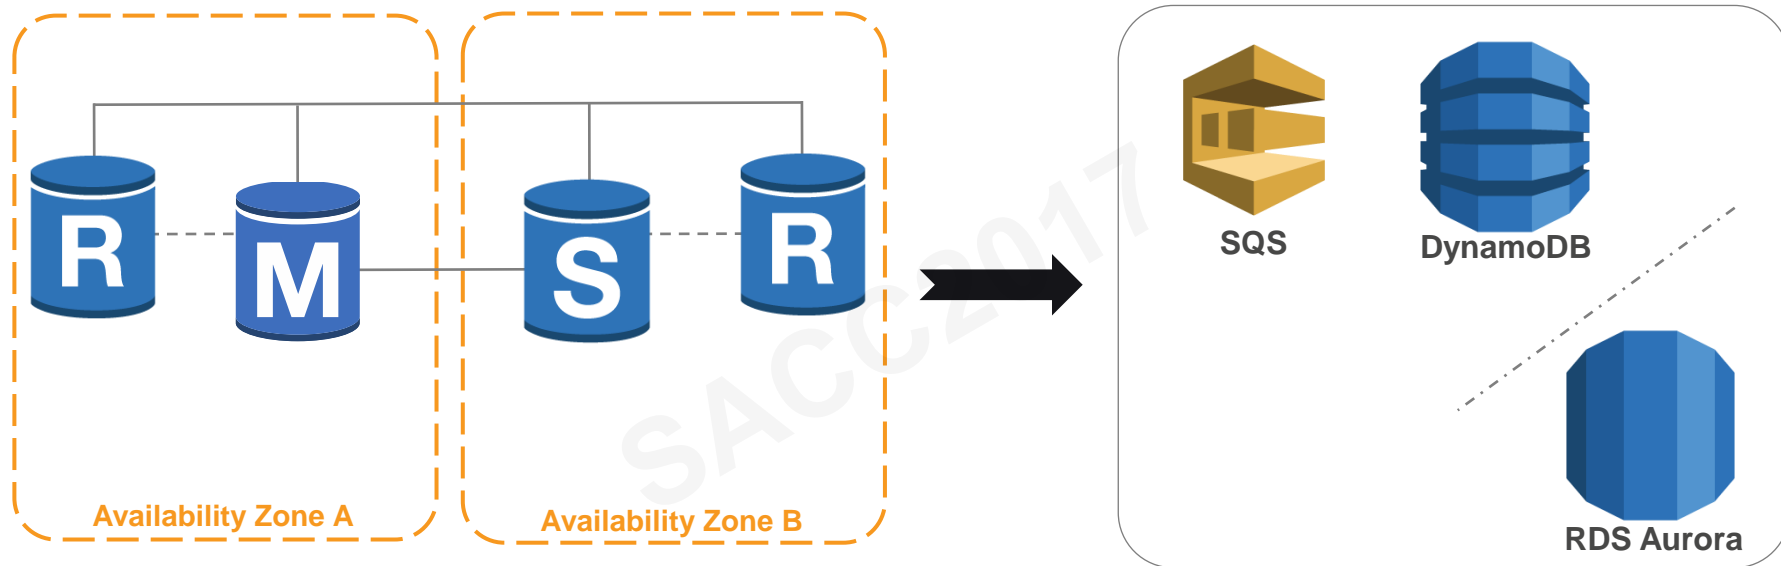 R
M
S
R
Availability Zone A
Availability Zone B
SQS
DynamoDB
RDS Aurora
SACC2017